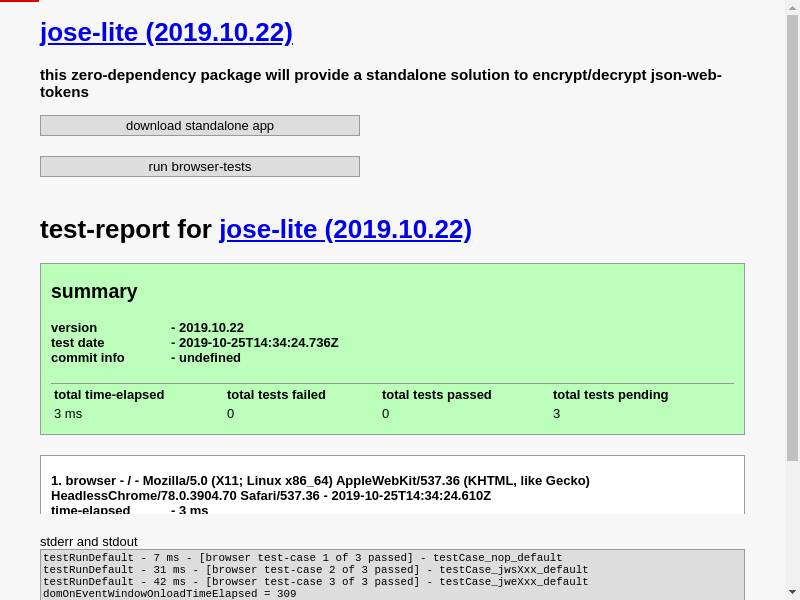 jose-lite (2019.10.22)
this zero-dependency package will provide a standalone solution to encrypt/decrypt json-web-
tokens
download standalone app
run browser-tests
test-report for jose-lite (2019.10.22)
summary
version - 2019.10.22
test date - 2019-10-25T14:34:24.736Z
commit info - undefined
total time-elapsed total tests failed total tests passed total tests pending
3 ms 0 0 3
1. browser - / - Mozilla/5.0 (X11; Linux x86_64) AppleWebKit/537.36 (KHTML, like Gecko)
HeadlessChrome/78.0.3904.70 Safari/537.36 - 2019-10-25T14:34:24.610Z
time-elapsed - 3 ms
stderr and stdout
testRunDefault - 7 ms - [browser test-case 1 of 3 passed] - testCase_nop_default
testRunDefault - 31 ms - [browser test-case 2 of 3 passed] - testCase_jwsXxx_default
testRunDefault - 42 ms - [browser test-case 3 of 3 passed] - testCase_jweXxx_default
domOnEventWindowOnloadTimeElapsed = 309